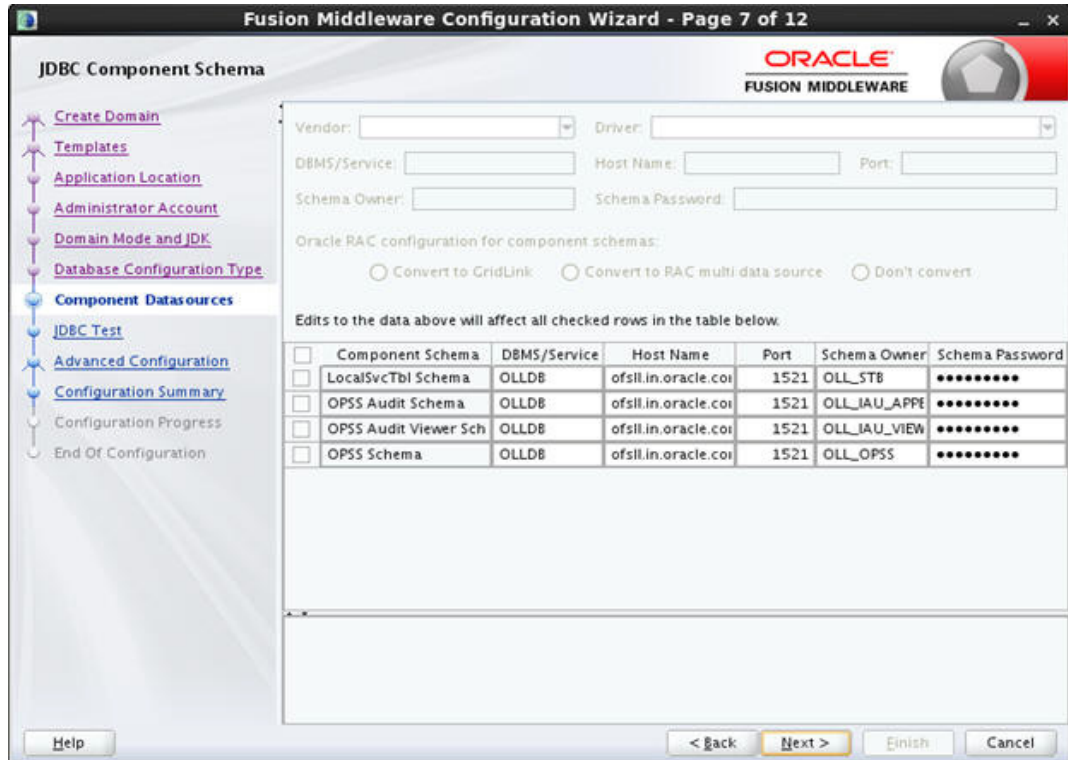 Fusion Middleware Configuration Wizard - Page 7 of 12
JDBC Component Schema
ORACLE
FUSION MIDDLEWARE
Create Domain
Templates
Application Location
Administrator Account
Domain Mode and JDK
Database Configuration Type
Component Datasources
JDBC Test
Advanced Configuration
Configuration Summary
Configuration Progress
End Of Configuration
Vendor: Driver:
DBMS/Service: Host Name: Port:
Schema Owner: Schema Password:
Oracle RAC configuration for component schemas:
Convert to GridLink Convert to RAC multi data source Don't convert
Edits to the data above will affect all checked rows in the table below.
Component Schema DBMS/Service Host Name Port Schema Owner Schema Password
LocalSvcTbl Schema OLLDB ofsll.in.oracle.co 1521 OLL_STB •••••••••
OPSS Audit Schema OLLDB ofsll.in.oracle.co 1521 OLL_IAU_APPE •••••••••
OPSS Audit Viewer Sch OLLDB ofsll.in.oracle.co 1521 OLL_IAU_VIEW •••••••••
OPSS Schema OLLDB ofsll.in.oracle.co 1521 OLL_OPSS •••••••••
Help < Back Next > Finish Cancel